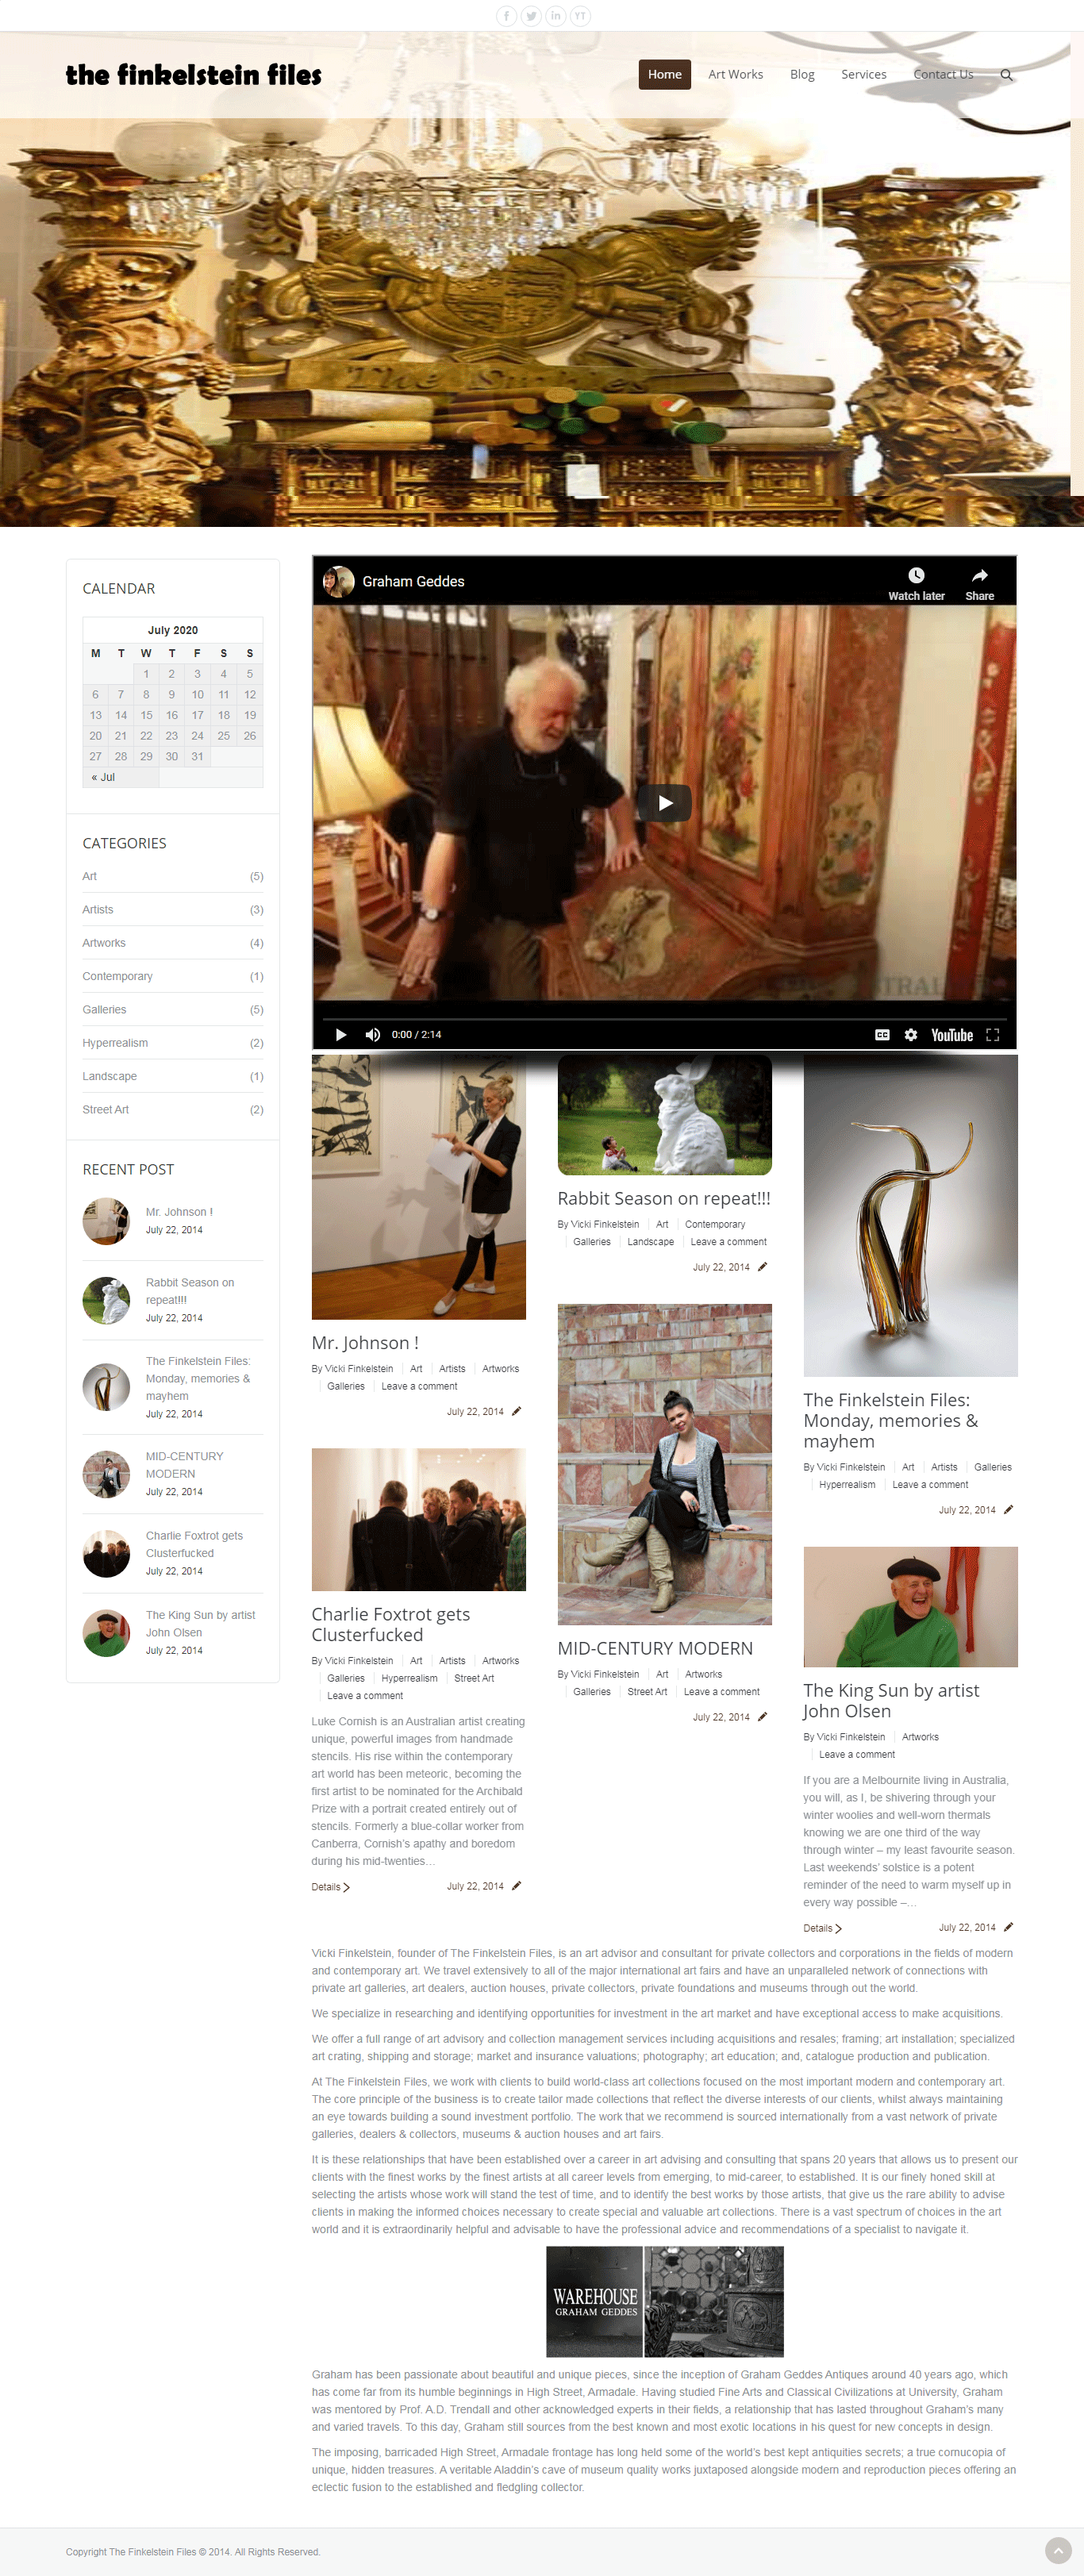 YT
the finkelstein files
Home Art Works Blog Services Contact Us
CALENDAR
July 2020
M T W T F S S
1 2 3 4 5
6 7 8 9 10 11 12
13 14 15 16 17 18 19
20 21 22 23 24 25 26
27 28 29 30 31
« Jul
CATEGORIES
Art (5)
Artists (3)
Artworks (4)
Contemporary (1)
Galleries (5)
Hyperrealism (2)
Landscape (1)
Street Art (2)
RECENT POST
Mr. Johnson !
July 22, 2014
Rabbit Season on
repeat!!!
July 22, 2014
The Finkelstein Files:
Monday, memories &
mayhem
July 22, 2014
MID-CENTURY
MODERN
July 22, 2014
Charlie Foxtrot gets
Clusterfucked
July 22, 2014
The King Sun by artist
John Olsen
July 22, 2014
Graham Geddes
Watch later Share
0:00 / 2:14
CC YouTube
Mr. Johnson !
By Vicki Finkelstein Art Artists Artworks
Galleries Leave a comment
July 22, 2014
Charlie Foxtrot gets
Clusterfucked
By Vicki Finkelstein Art Artists Artworks
Galleries Hyperrealism Street Art
Leave a comment
Luke Cornish is an Australian artist creating
unique, powerful images from handmade
stencils. His rise within the contemporary
art world has been meteoric, becoming the
first artist to be nominated for the Archibald
Prize with a portrait created entirely out of
stencils. Formerly a blue-collar worker from
Canberra, Cornish's apathy and boredom
during his mid-twenties…
Details July 22, 2014
Rabbit Season on repeat!!!
By Vicki Finkelstein Art Contemporary
Galleries Landscape Leave a comment
July 22, 2014
MID-CENTURY MODERN
By Vicki Finkelstein Art Artworks
Galleries Street Art Leave a comment
July 22, 2014
The Finkelstein Files:
Monday, memories &
mayhem
By Vicki Finkelstein Art Artists Galleries
Hyperrealism Leave a comment
July 22, 2014
The King Sun by artist
John Olsen
By Vicki Finkelstein Artworks
Leave a comment
If you are a Melbournite living in Australia,
you will, as I, be shivering through your
winter woolies and well-worn thermals
knowing we are one third of the way
through winter – my least favourite season.
Last weekends' solstice is a potent
reminder of the need to warm myself up in
every way possible –…
Details July 22, 2014
Vicki Finkelstein, founder of The Finkelstein Files, is an art advisor and consultant for private collectors and corporations in the fields of modern
and contemporary art. We travel extensively to all of the major international art fairs and have an unparalleled network of connections with
private art galleries, art dealers, auction houses, private collectors, private foundations and museums through out the world.
We specialize in researching and identifying opportunities for investment in the art market and have exceptional access to make acquisitions.
We offer a full range of art advisory and collection management services including acquisitions and resales; framing; art installation; specialized
art crating, shipping and storage; market and insurance valuations; photography; art education; and, catalogue production and publication.
At The Finkelstein Files, we work with clients to build world-class art collections focused on the most important modern and contemporary art.
The core principle of the business is to create tailor made collections that reflect the diverse interests of our clients, whilst always maintaining
an eye towards building a sound investment portfolio. The work that we recommend is sourced internationally from a vast network of private
galleries, dealers & collectors, museums & auction houses and art fairs.
It is these relationships that have been established over a career in art advising and consulting that spans 20 years that allows us to present our
clients with the finest works by the finest artists at all career levels from emerging, to mid-career, to established. It is our finely honed skill at
selecting the artists whose work will stand the test of time, and to identify the best works by those artists, that give us the rare ability to advise
clients in making the informed choices necessary to create special and valuable art collections. There is a vast spectrum of choices in the art
world and it is extraordinarily helpful and advisable to have the professional advice and recommendations of a specialist to navigate it.
WAREHOUSE
GRAHAM GEDDES
Graham has been passionate about beautiful and unique pieces, since the inception of Graham Geddes Antiques around 40 years ago, which
has come far from its humble beginnings in High Street, Armadale. Having studied Fine Arts and Classical Civilizations at University, Graham
was mentored by Prof. A.D. Trendall and other acknowledged experts in their fields, a relationship that has lasted throughout Graham's many
and varied travels. To this day, Graham still sources from the best known and most exotic locations in his quest for new concepts in design.
The imposing, barricaded High Street, Armadale frontage has long held some of the world's best kept antiquities secrets; a true cornucopia of
unique, hidden treasures. A veritable Aladdin's cave of museum quality works juxtaposed alongside modern and reproduction pieces offering an
eclectic fusion to the established and fledgling collector.
Copyright The Finkelstein Files © 2014. All Rights Reserved.